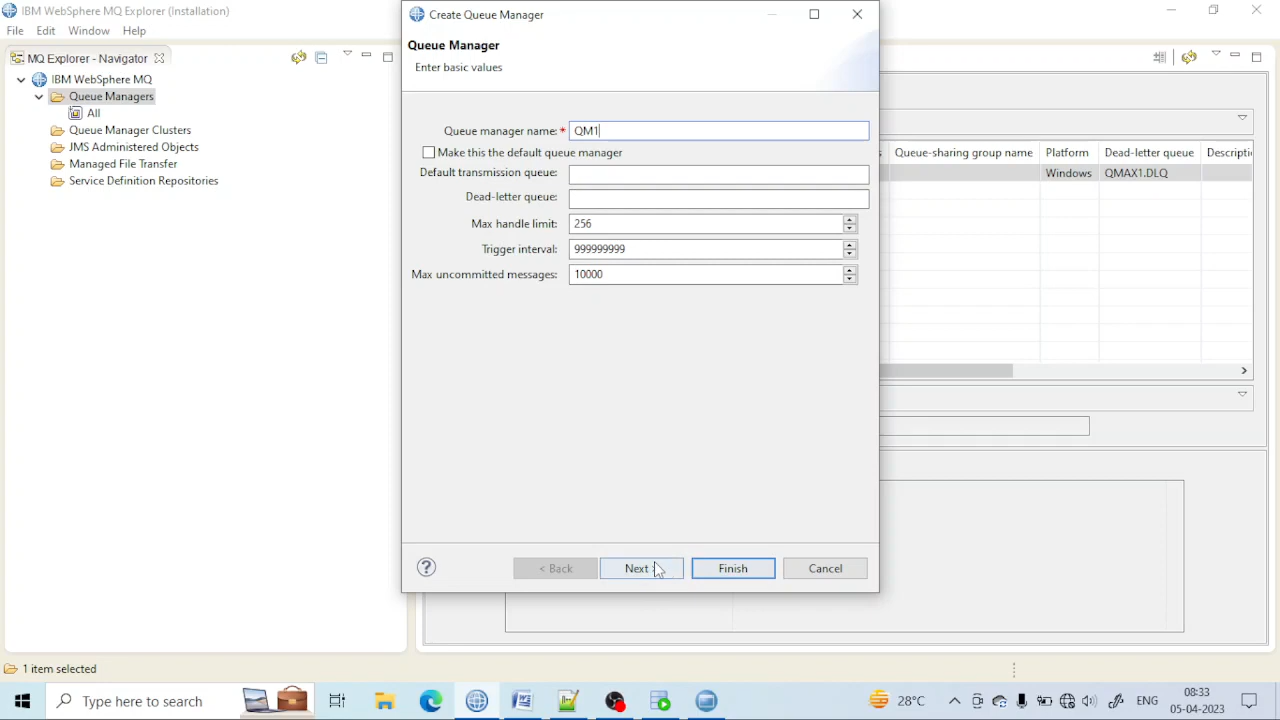 IBM WebSphere MQ Explorer (Installation)
File Edit Window Help
MQ Explorer - Navigator
IBM WebSphere MQ
Queue Managers
All
Queue Manager Clusters
JMS Administered Objects
Managed File Transfer
Service Definition Repositories
1 item selected
Create Queue Manager
Queue Manager
Enter basic values
Queue manager name: * QM1
Make this the default queue manager
Default transmission queue:
Dead-letter queue:
Max handle limit: 256
Trigger interval: 999999999
Max uncommitted messages: 10000
< Back Next Finish Cancel
Queue-sharing group name Platform Dead-letter queue Descripti
Windows QMAX1.DLQ
Type here to search
28°C
ENG
08:33
05-04-2023